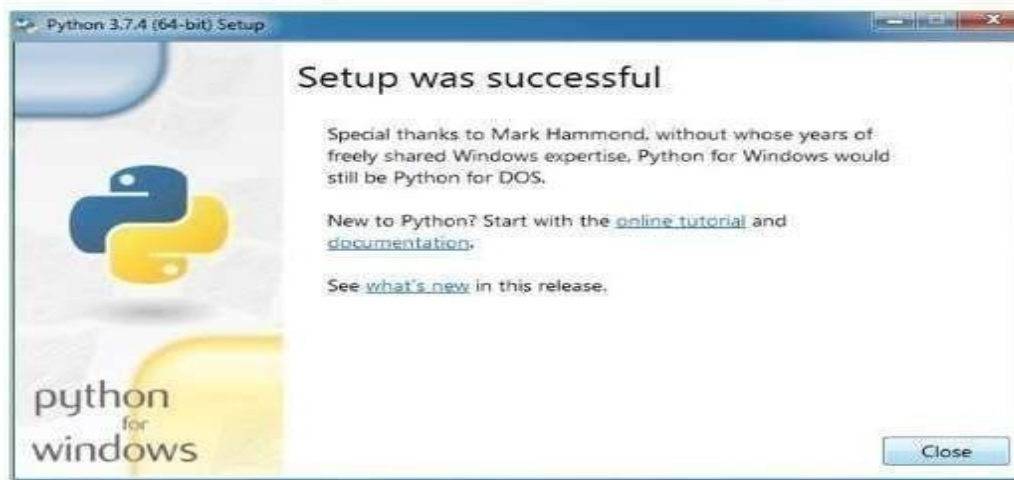 Python 3.7.4 (64-bit) Setup
Setup was successful
Special thanks to Mark Hammond, without whose years of
freely shared Windows expertise, Python for Windows would
still be Python for DOS.
New to Python? Start with the online tutorial and
documentation.
See what's new in this release.
python
for
windows
Close